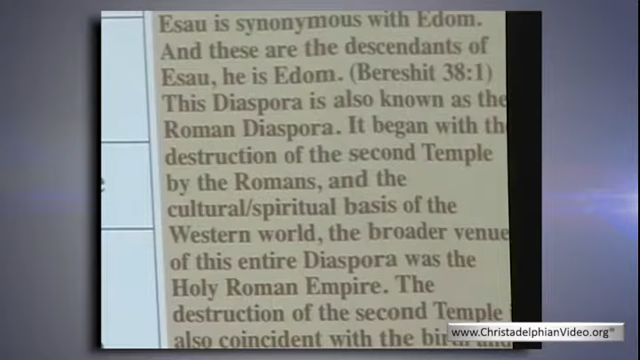 Esau is synonymous with Edom.
And these are the descendants of
Esau, he is Edom. (Bereshit 38:1)
This Diaspora is also known as the
Roman Diaspora. It began with th
destruction of the second Temple
by the Romans, and the
cultural/spiritual basis of the
Western world, the broader venue
of this entire Diaspora was the
Holy Roman Empire. The
destruction of the second Temple
also coincident with the birth and
www.ChristadelphianVideo.org